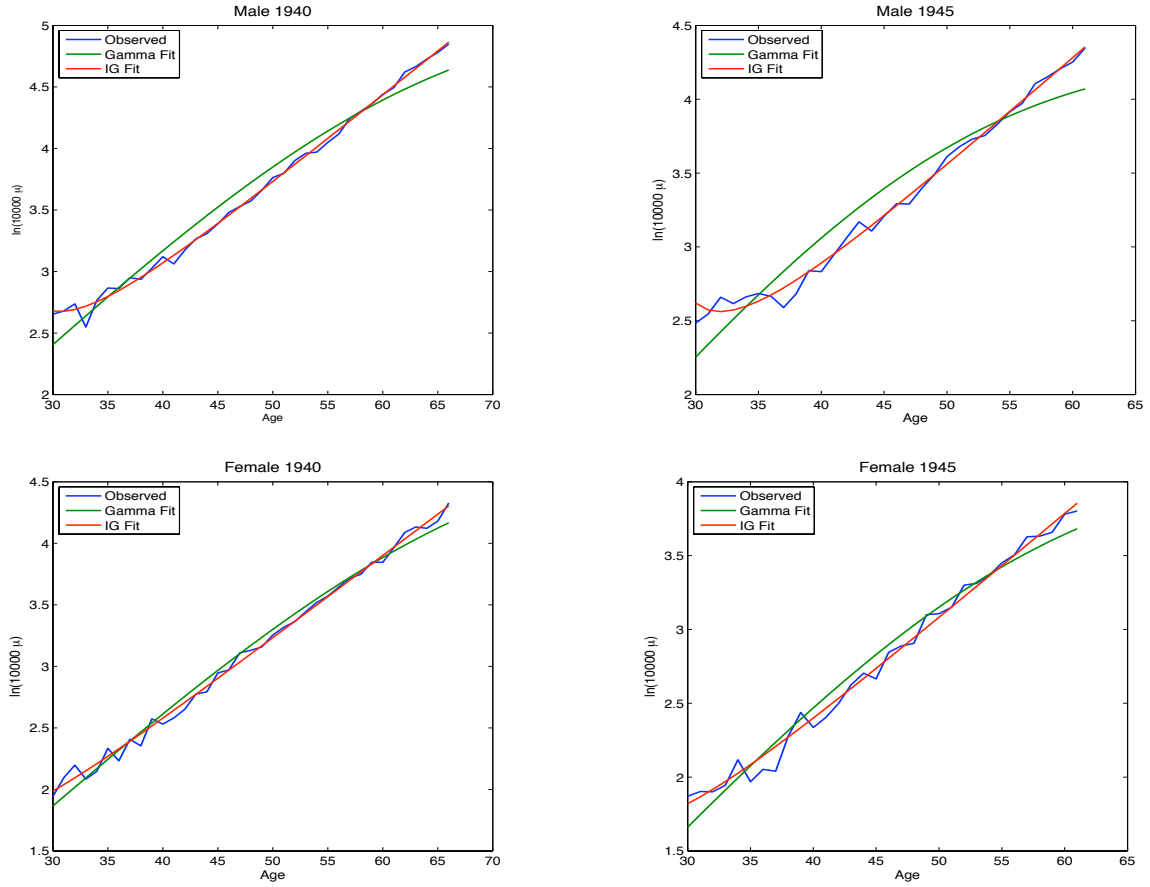 Male 1940
5
4.5
4
3.5
3
2.5
2
ln(10000 μ)
Observed
Gamma Fit
IG Fit
30 35 40 45 50 55 60 65 70
Age
Male 1945
4.5
4
3.5
3
2.5
2
ln(10000 μ)
Observed
Gamma Fit
IG Fit
30 35 40 45 50 55 60 65
Age
Female 1940
4.5
4
3.5
3
2.5
2
1.5
ln(10000 μ)
Observed
Gamma Fit
IG Fit
30 35 40 45 50 55 60 65 70
Age
Female 1945
4
3.5
3
2.5
2
1.5
ln(10000 μ)
Observed
Gamma Fit
IG Fit
30 35 40 45 50 55 60 65
Age